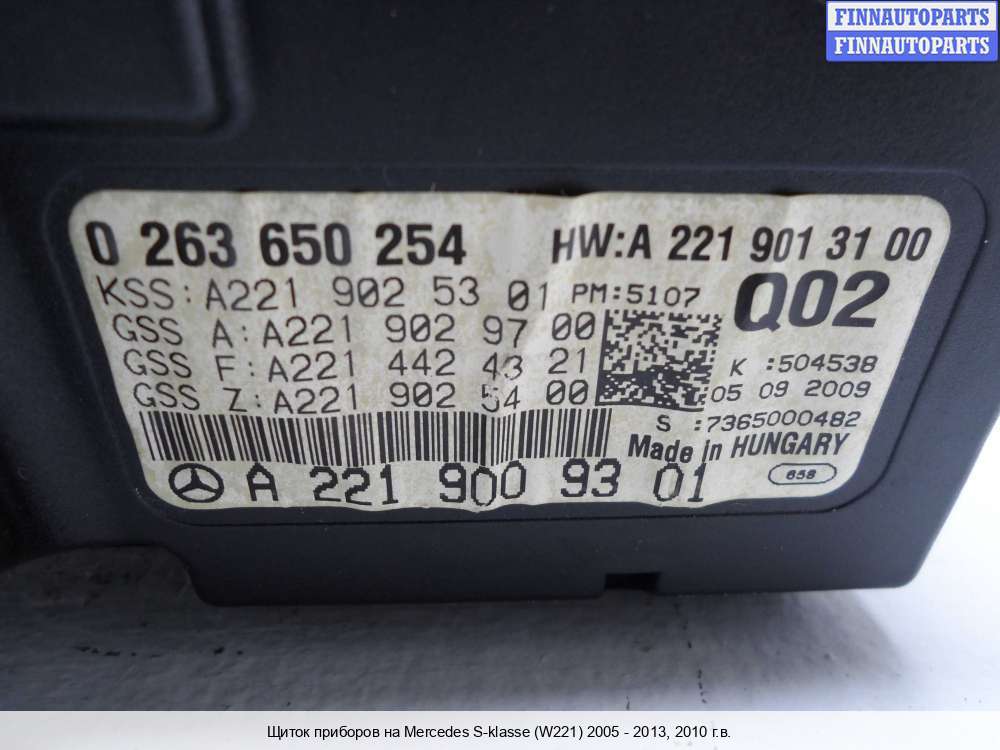 FINNAUTOPARTS
FINNAUTOPARTS
0 263 650 254 HW:A 221 901 31 00
KSS: A221 902 53 01 PM:5107 Q02
GSS A: A221 902 97 00
GSS F: A221 442 43 21 K :504538
GSS Z: A221 902 54 00 05 09 2009
S :7365000482
Made in HUNGARY
A 221 900 93 01 658
Щиток приборов на Mercedes S-klasse (W221) 2005 - 2013, 2010 г.в.